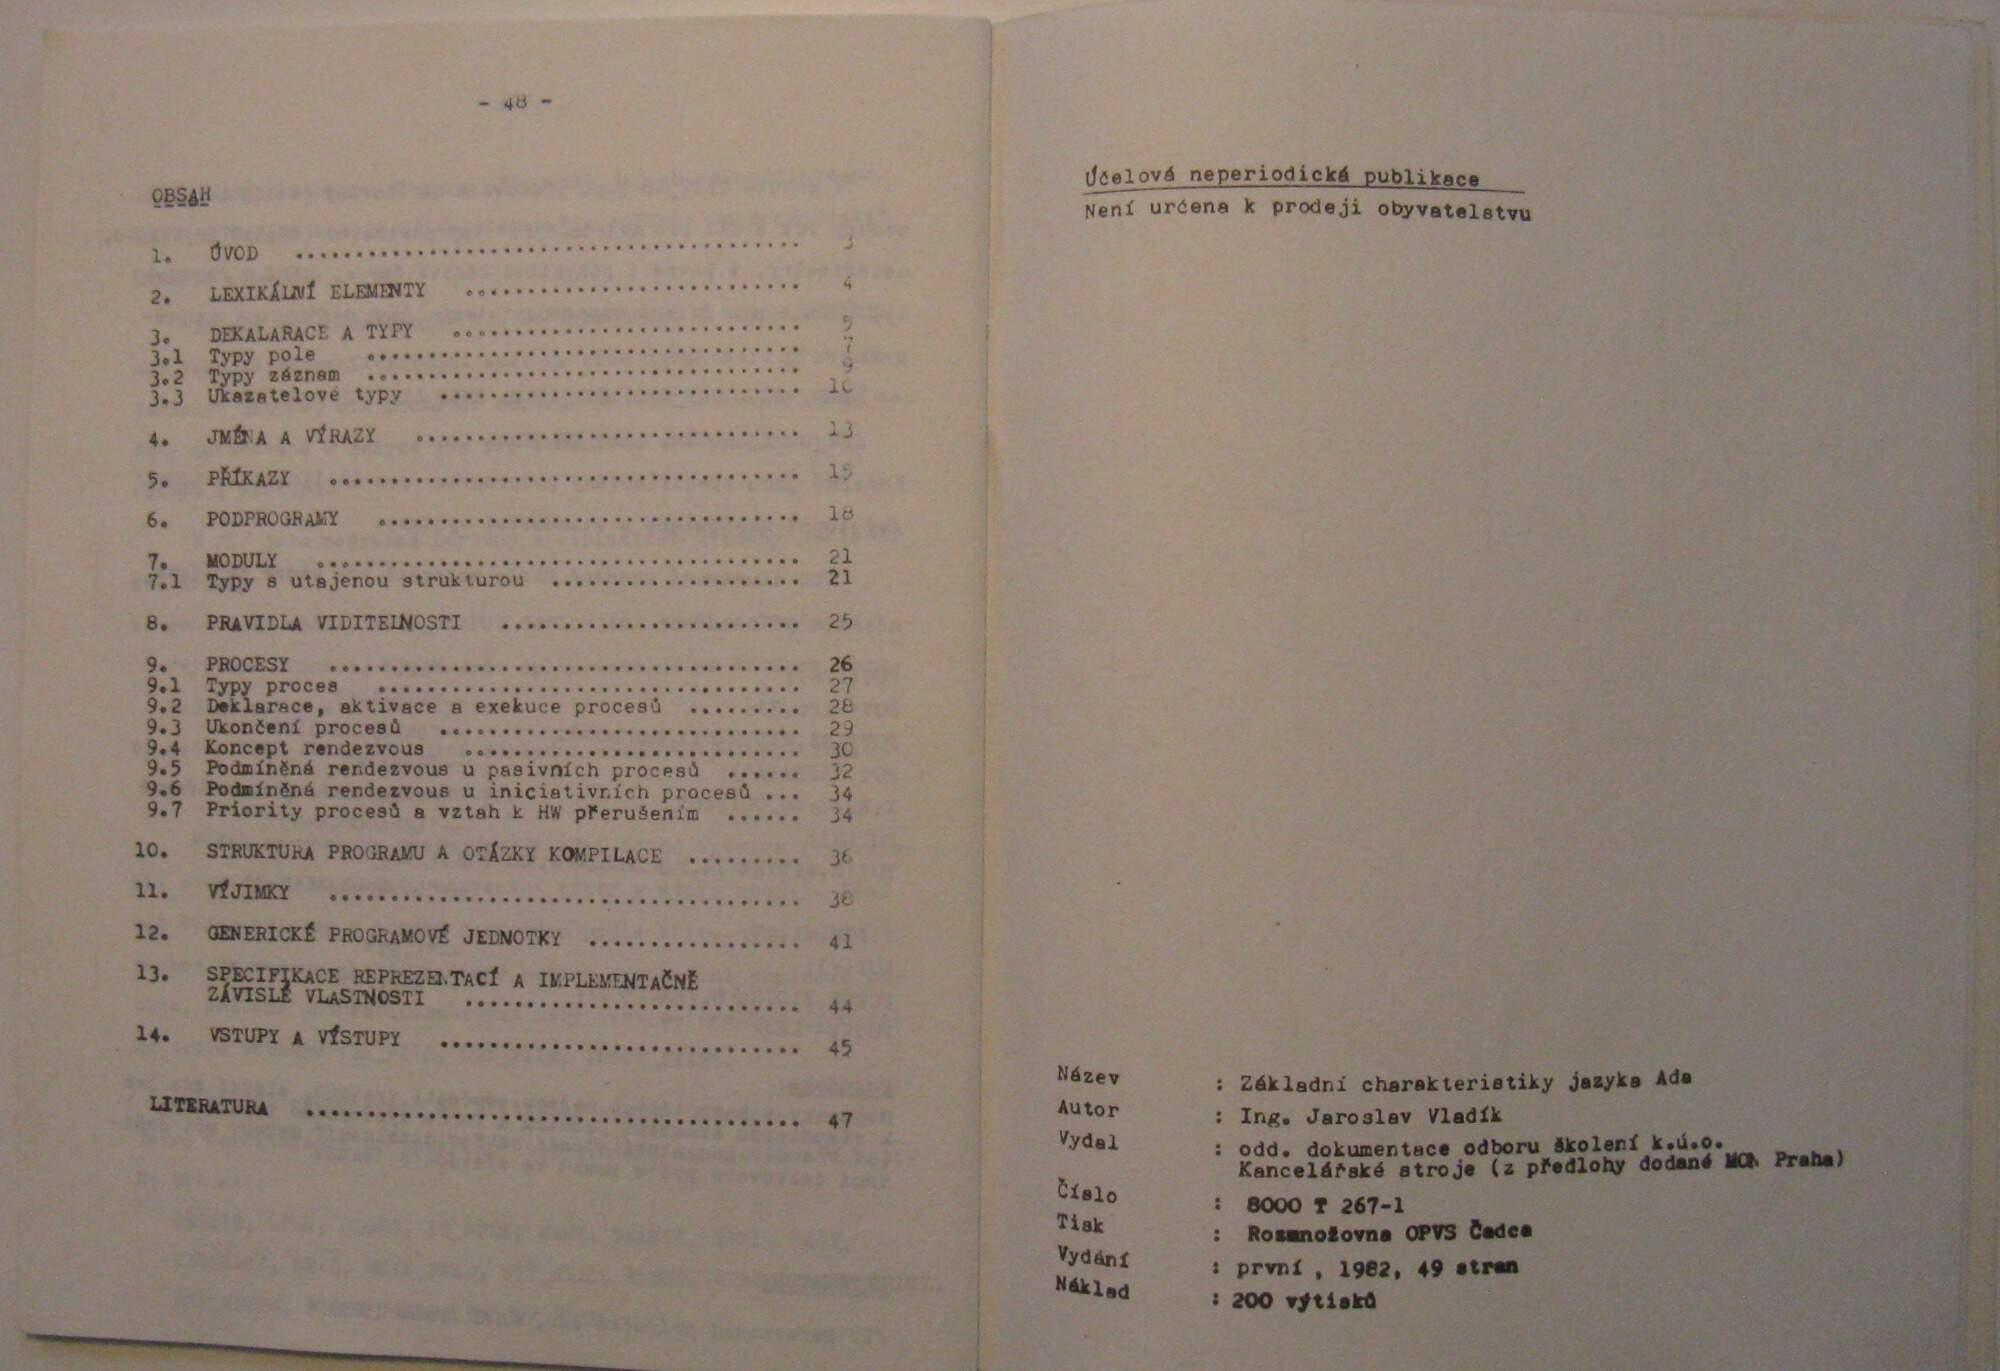 - 48 -
OBSAH
1. ÚVOD ........................................ 3
2. LEXIKÁLNÍ ELEMENTY ........................... 4
3. DEKALARACE A TYPY ............................ 5
3.1 Typy pole .................................... 7
3.2 Typy záznam .................................. 9
3.3 Ukazatelové typy ............................. 10
4. JMÉNA A VÝRAZY ............................... 13
5. PŘÍKAZY ...................................... 15
6. PODPROGRAMY .................................. 18
7. MODULY ....................................... 21
7.1 Typy s utajenou strukturou .................... 21
8. PRAVIDLA VIDITELNOSTI ......................... 25
9. PROCESY ...................................... 26
9.1 Typy proces .................................. 27
9.2 Deklarace, aktivace a exekuce procesů ......... 28
9.3 Ukončení procesů ............................. 29
9.4 Koncept rendezvous ........................... 30
9.5 Podmíněná rendezvous u pasivních procesů ...... 32
9.6 Podmíněná rendezvous u iniciativních procesů ... 34
9.7 Priority procesů a vztah k HW přerušením ...... 34
10. STRUKTURA PROGRAMU A OTÁZKY KOMPILACE ......... 36
11. VÝJIMKY ...................................... 38
12. GENERICKÉ PROGRAMOVÉ JEDNOTKY ................. 41
13. SPECIFIKACE REPREZENTACÍ A IMPLEMENTAČNĚ
ZÁVISLÉ VLASTNOSTI ........................... 44
14. VSTUPY A VÝSTUPY ............................. 45
LITERATURA ........................................ 47
Účelová neperiodická publikace
Není určena k prodeji obyvatelstvu
Název : Základní charakteristiky jazyka Ada
Autor : Ing. Jaroslav Vladík
Vydal : odd. dokumentace odboru školení k.ú.o.
Kancelářské stroje (z předlohy dodané Praha)
Číslo : 8000 T 267-1
Tisk : Rozmnožovna OPVS Čadca
Vydání : první , 1982, 49 stran
Náklad : 200 výtisků